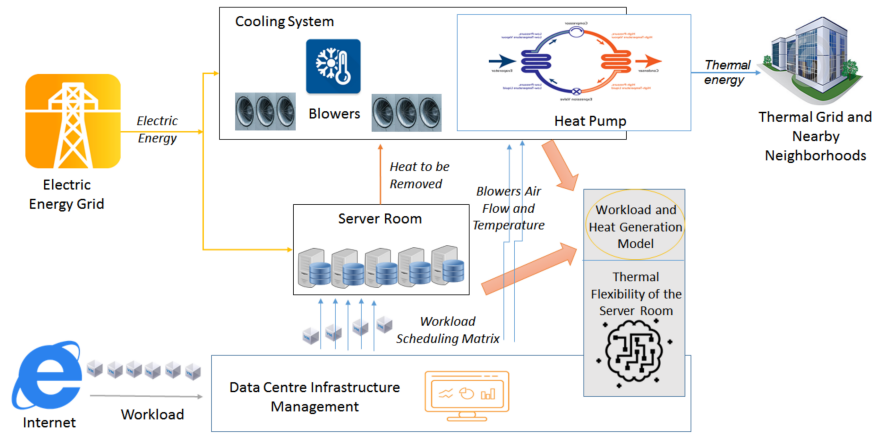 Cooling System
Blowers
Heat Pump
Thermal
energy
Thermal Grid and
Nearby
Neighborhoods
Electric
Energy
Electric
Energy Grid
Heat to be
Removed
Blowers Air
Flow and
Temperature
Server Room
Workload and
Heat Generation
Model
Thermal
Flexibility of the
Server Room
Workload
Scheduling Matrix
Data Centre Infrastructure
Management
Internet
Workload